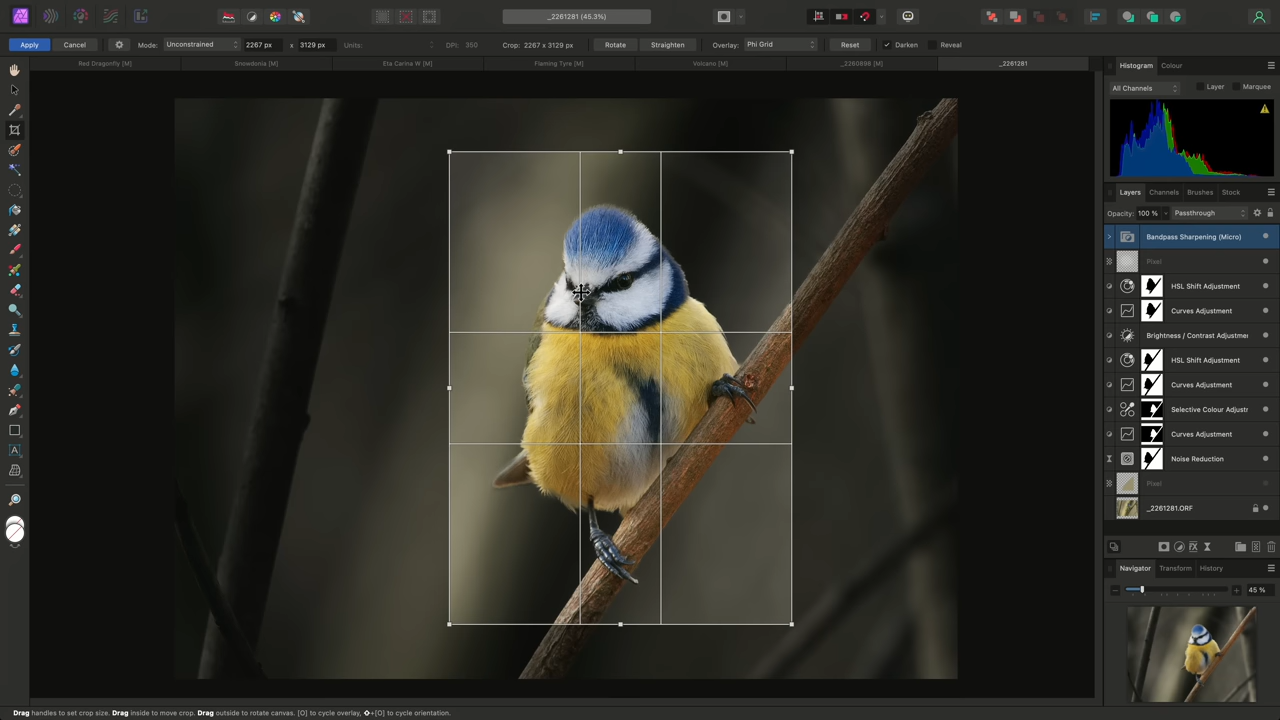 _2261281 (45.3%)
Apply Cancel Mode: Unconstrained 2267 px x 3129 px Units: DPI: 350 Crop: 2267 x 3129 px Rotate Straighten Overlay: Phi Grid Reset Darken Reveal
Red Dragonfly [M] Snowdonia [M] Eta Carina W [M] Flaming Tyre [M] Volcano [M] _2260886 [M] _2261281
Histogram Colour
All Channels Layer Marquee
Layers Channels Brushes Stock
Opacity: 100 % Passthrough
Bandpass Sharpening (Micro)
Pixel
HSL Shift Adjustment
Curves Adjustment
Brightness / Contrast Adjustme
HSL Shift Adjustment
Curves Adjustment
Selective Colour Adjustr
Curves Adjustment
Noise Reduction
Pixel
_2261281.ORF
Navigator Transform History
45 %
Drag handles to set crop size. Drag inside to move crop. Drag outside to rotate canvas. [O] to cycle overlay, ⇧+[O] to cycle orientation.